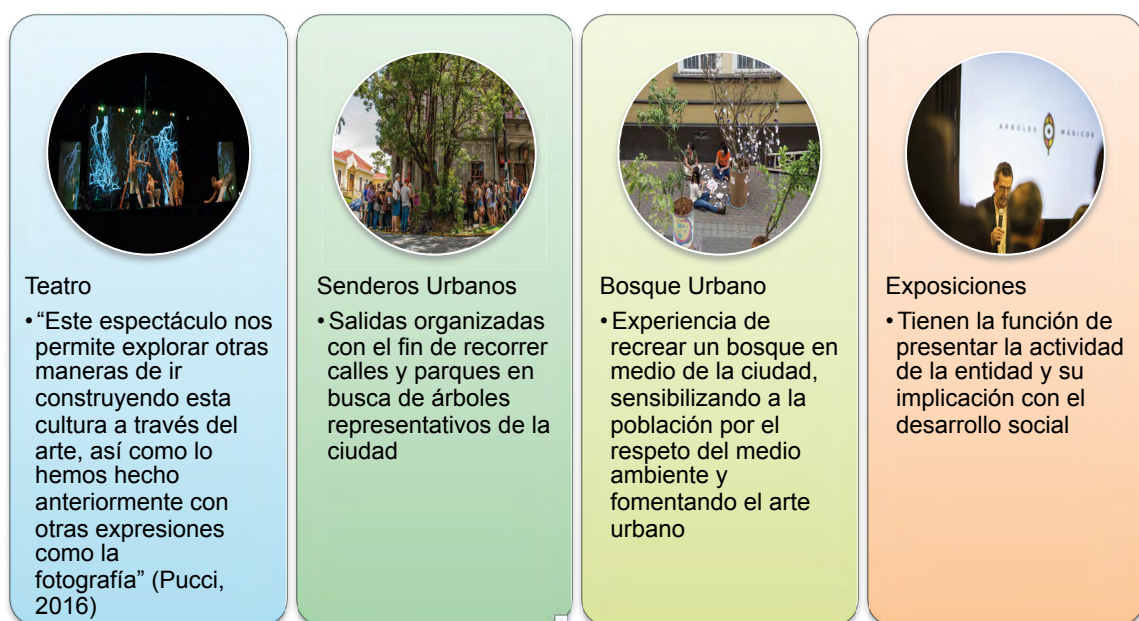 ÁRBOLES MÁGICOS
Teatro
• “Este espectáculo nos
permite explorar otras
maneras de ir
construyendo esta
cultura a través del
arte, así como lo
hemos hecho
anteriormente con
otras expresiones
como la
fotografía” (Pucci,
2016)
Senderos Urbanos
• Salidas organizadas
con el fin de recorrer
calles y parques en
busca de árboles
representativos de la
ciudad
Bosque Urbano
• Experiencia de
recrear un bosque en
medio de la ciudad,
sensibilizando a la
población por el
respeto del medio
ambiente y
fomentando el arte
urbano
Exposiciones
• Tienen la función de
presentar la actividad
de la entidad y su
implicación con el
desarrollo social